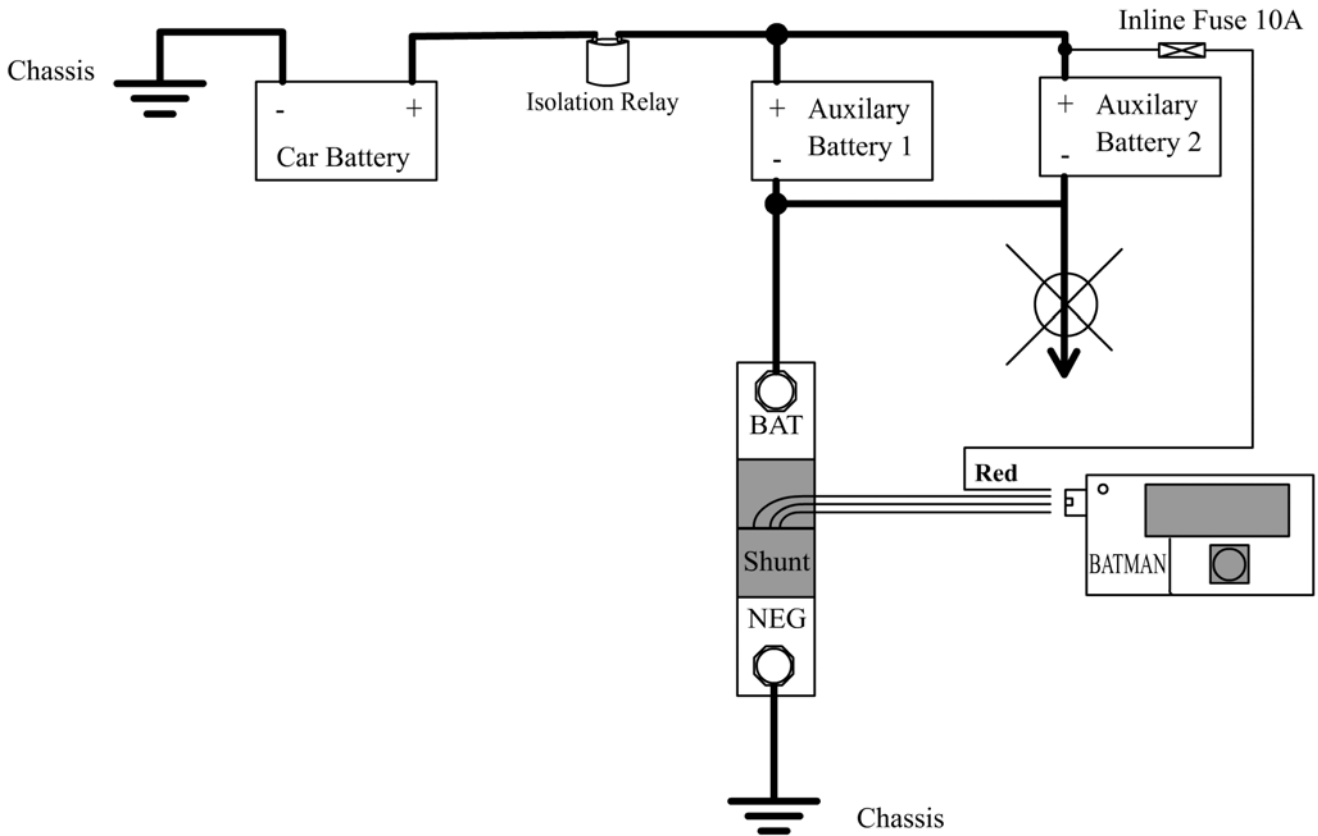 Inline Fuse 10A
Chassis
- +
Car Battery
Isolation Relay
+ Auxilary
Battery 1
-
+ Auxilary
Battery 2
-
BAT
Red
Shunt
BATMAN
NEG
Chassis